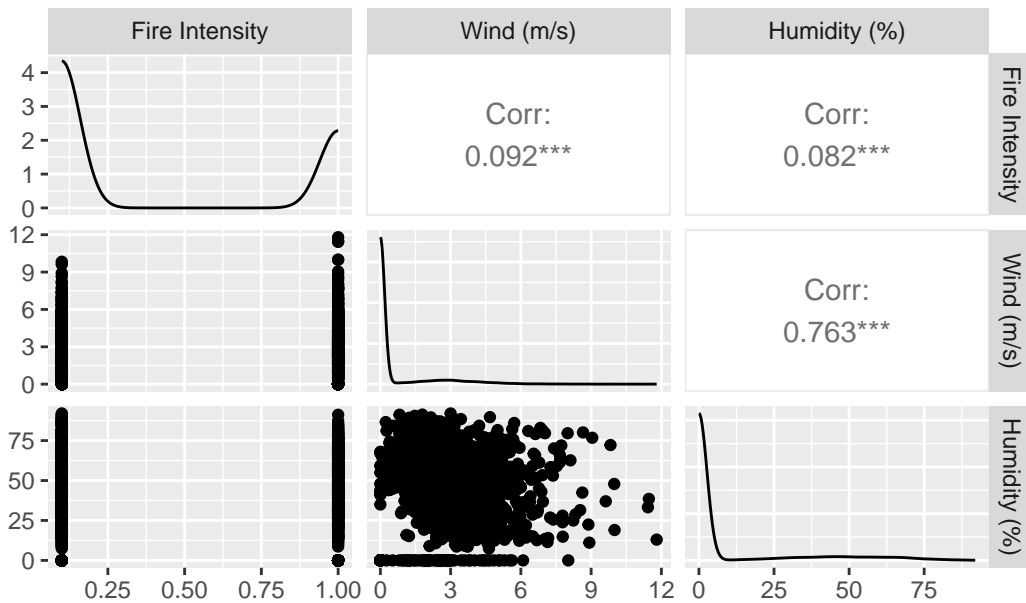 Fire Intensity
Wind (m/s)
Humidity (%)
4
3
2
1
0
Corr:
0.092***
Corr:
0.082***
Fire Intensity
12
9
6
3
0
Corr:
0.763***
Wind (m/s)
75
50
25
0
Humidity (%)
0.25 0.50 0.75 1.00
0 3 6 9 12
0 25 50 75